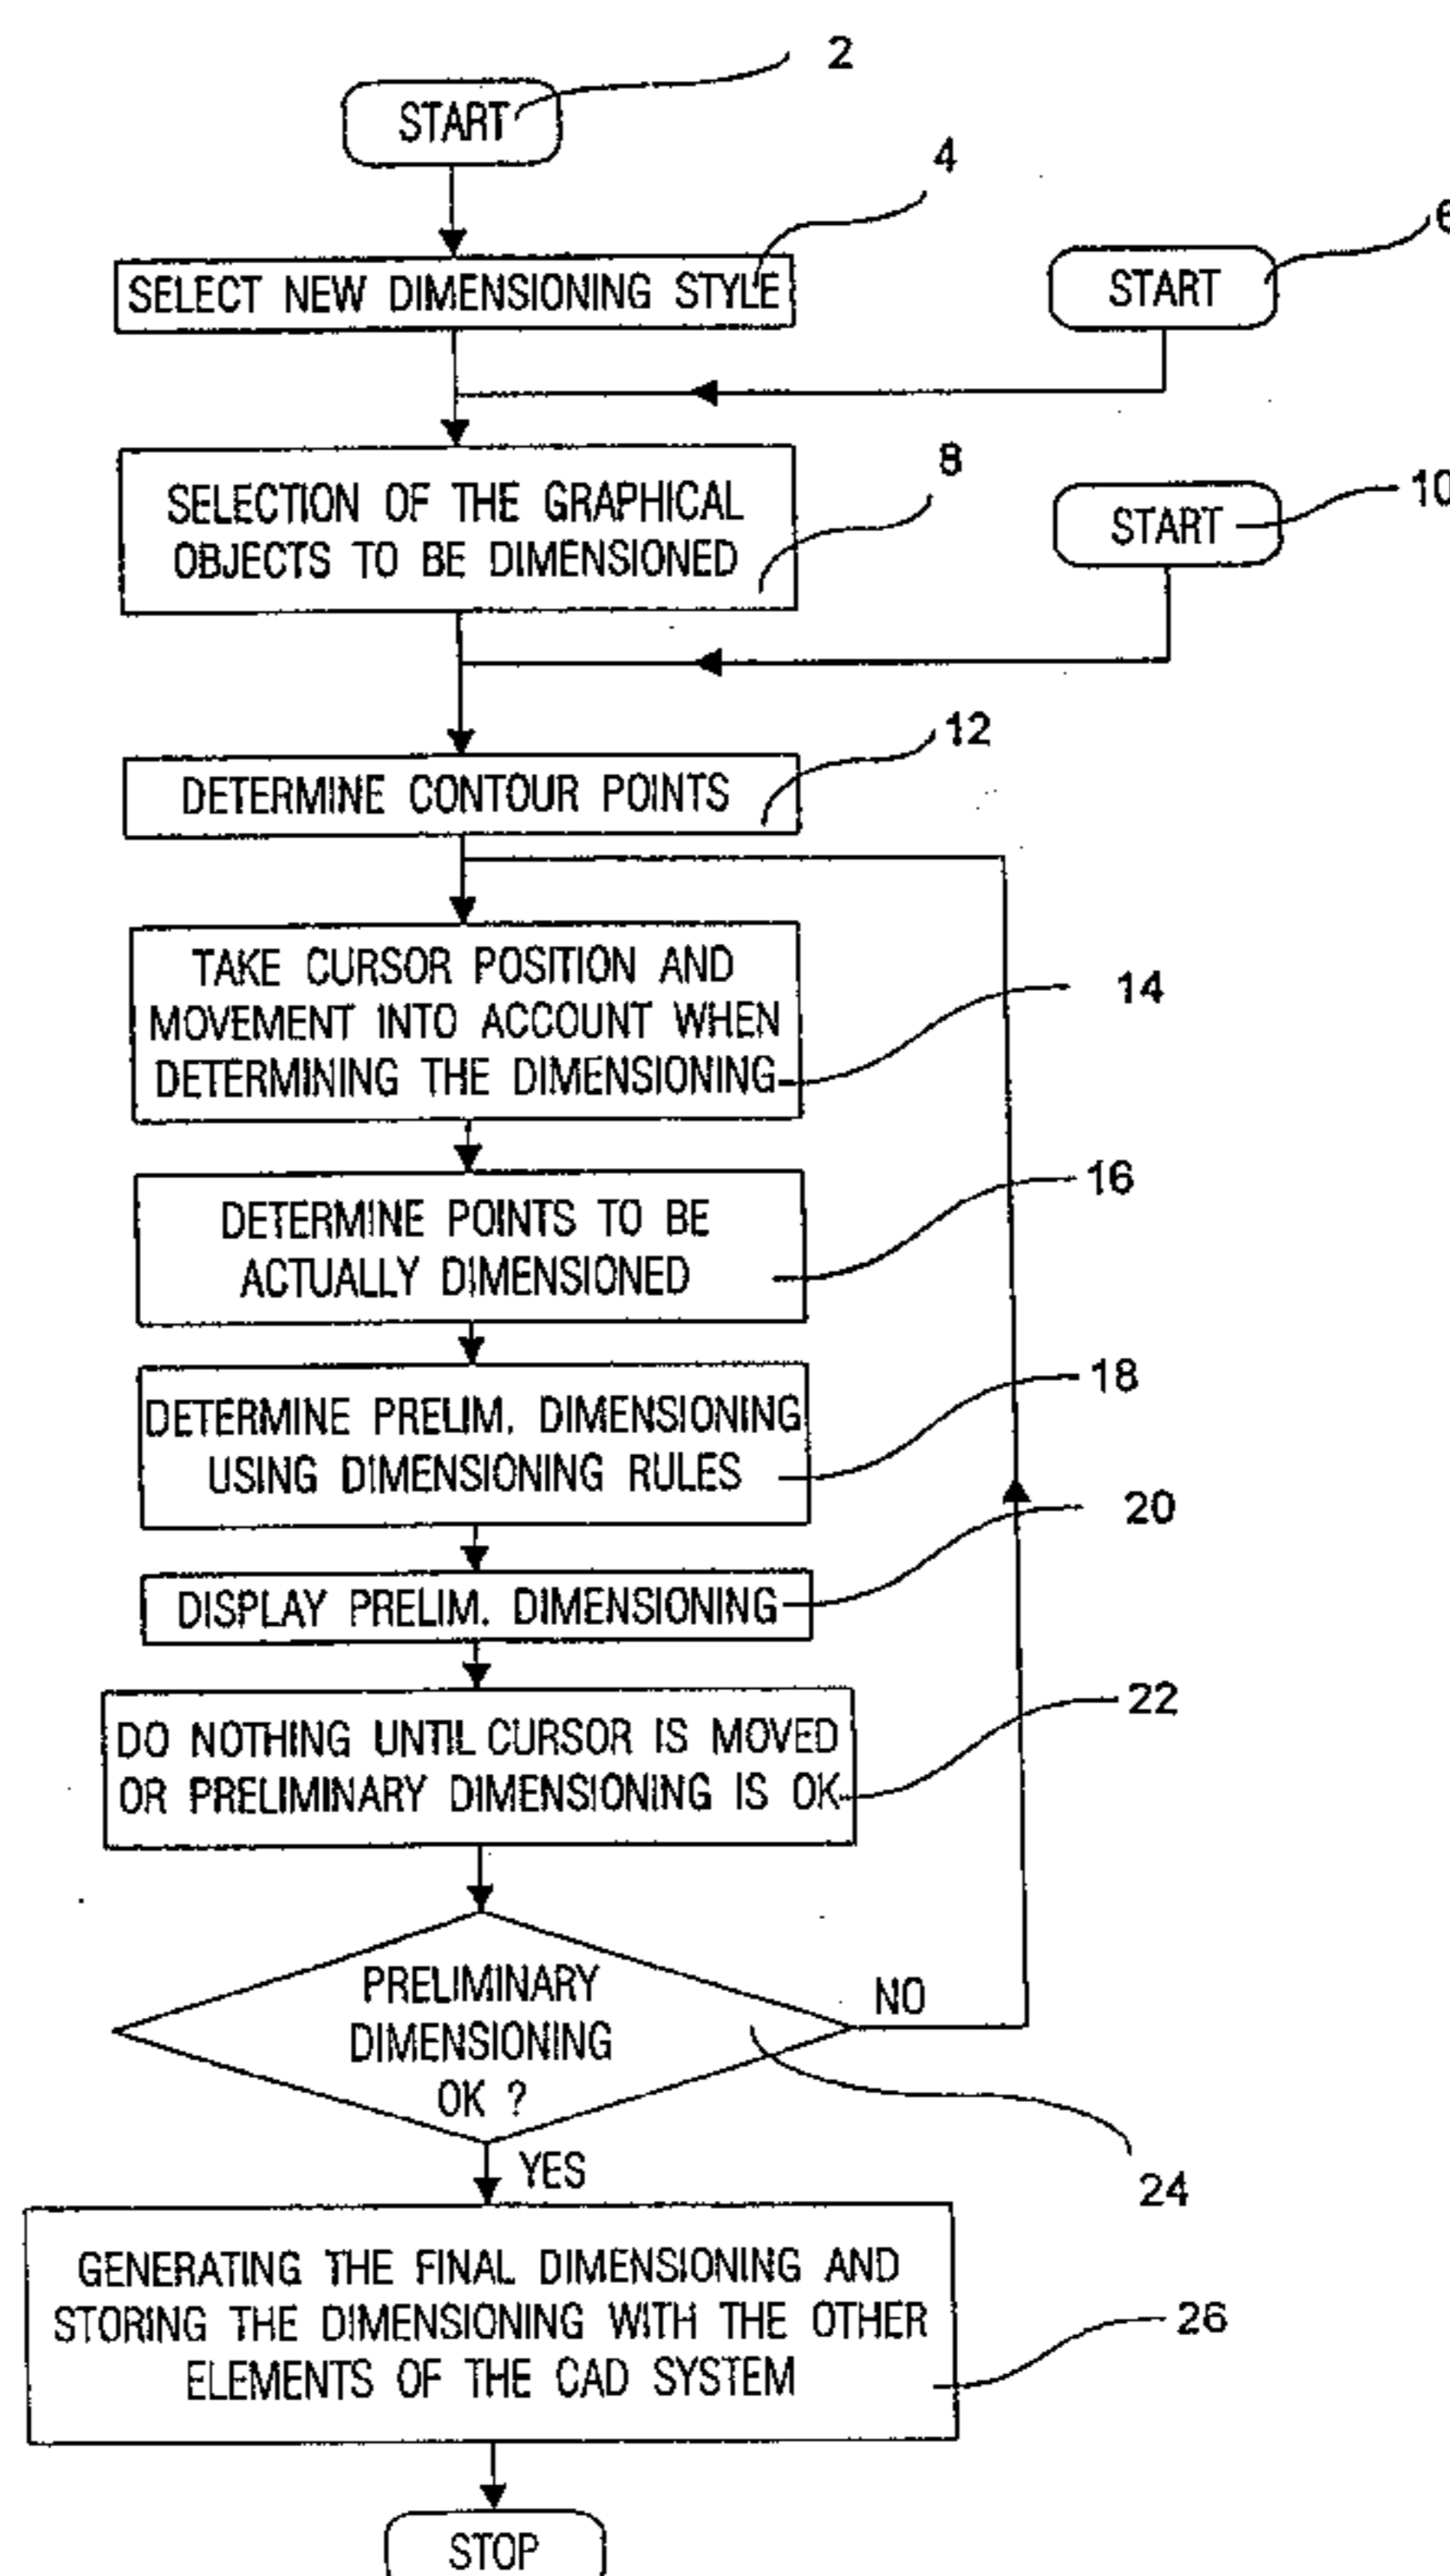 2
START
4
SELECT NEW DIMENSIONING STYLE
6
START
8
SELECTION OF THE GRAPHICAL
OBJECTS TO BE DIMENSIONED
10
START
12
DETERMINE CONTOUR POINTS
TAKE CURSOR POSITION AND
MOVEMENT INTO ACCOUNT WHEN
DETERMINING THE DIMENSIONING
14
16
DETERMINE POINTS TO BE
ACTUALLY DIMENSIONED
18
DETERMINE PRELIM. DIMENSIONING
USING DIMENSIONING RULES
20
DISPLAY PRELIM. DIMENSIONING
22
DO NOTHING UNTIL CURSOR IS MOVED
OR PRELIMINARY DIMENSIONING IS OK
PRELIMINARY
DIMENSIONING
OK ?
NO
YES
24
GENERATING THE FINAL DIMENSIONING AND
STORING THE DIMENSIONING WITH THE OTHER
ELEMENTS OF THE CAD SYSTEM
26
STOP